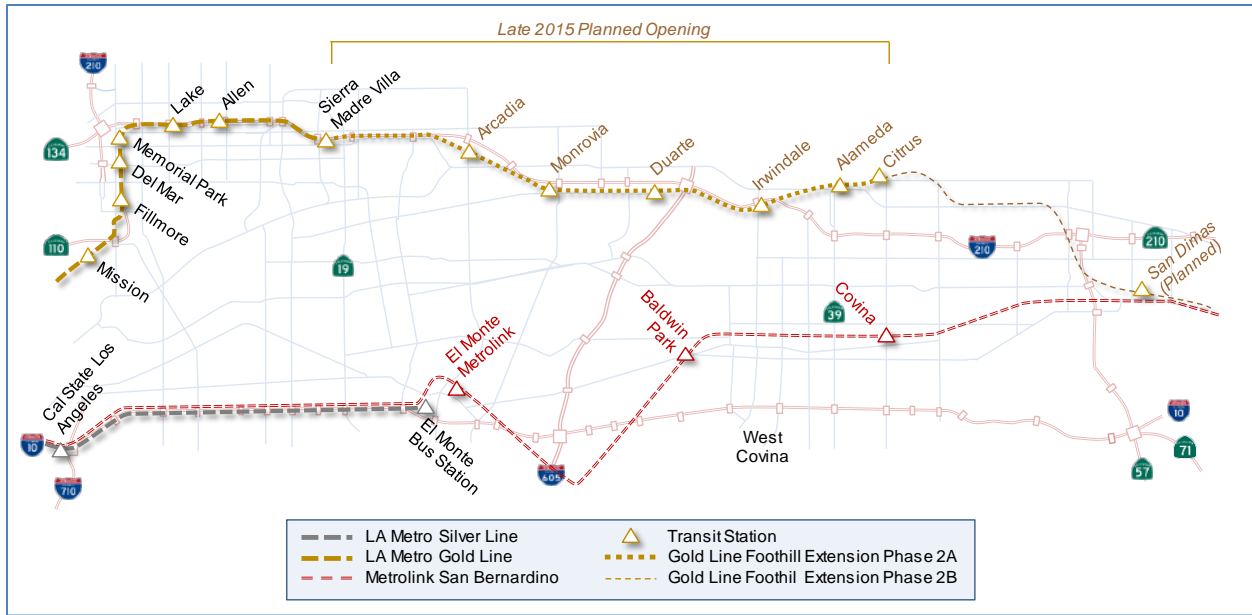 Late 2015 Planned Opening
210
Lake
Allen
Sierra
Madre Villa
Arcadia
Monrovia
Duarte
Irwindale
Alameda
Citrus
134
Memorial Park
Del Mar
Fillmore
110
Mission
19
210
210
San Dimas
(Planned)
39
Covina
Baldwin
Park
El Monte
Metrolink
Cal State Los
Angeles
El Monte
Bus Station
West
Covina
10
710
605
10
71
57
LA Metro Silver Line
LA Metro Gold Line
Metrolink San Bernardino
Transit Station
Gold Line Foothill Extension Phase 2A
Gold Line Foothil Extension Phase 2B